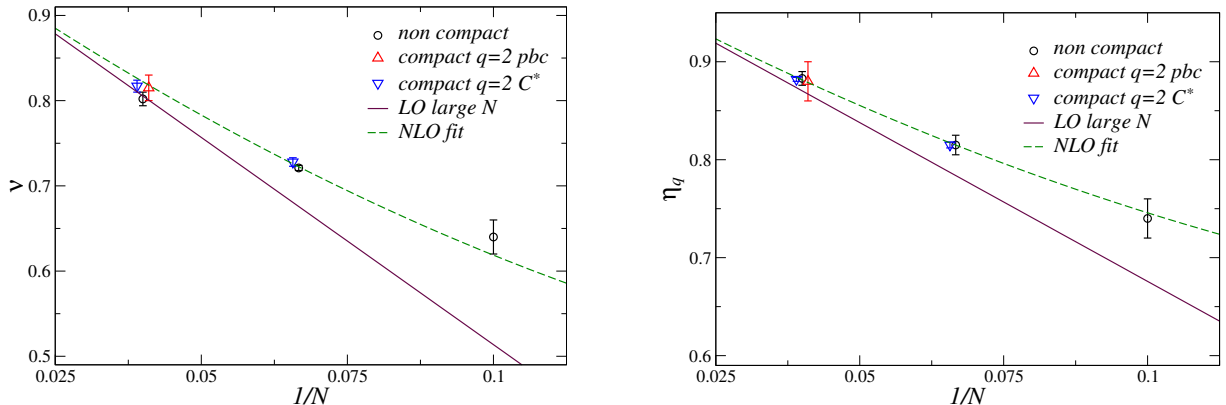 0.9
0.8
0.7
0.6
0.5
ν
0.025
0.05
0.075
0.1
1/N
non compact
compact q=2 pbc
compact q=2 C*
LO large N
NLO fit
0.9
0.8
0.7
0.6
η_q
0.025
0.05
0.075
0.1
1/N
non compact
compact q=2 pbc
compact q=2 C*
LO large N
NLO fit